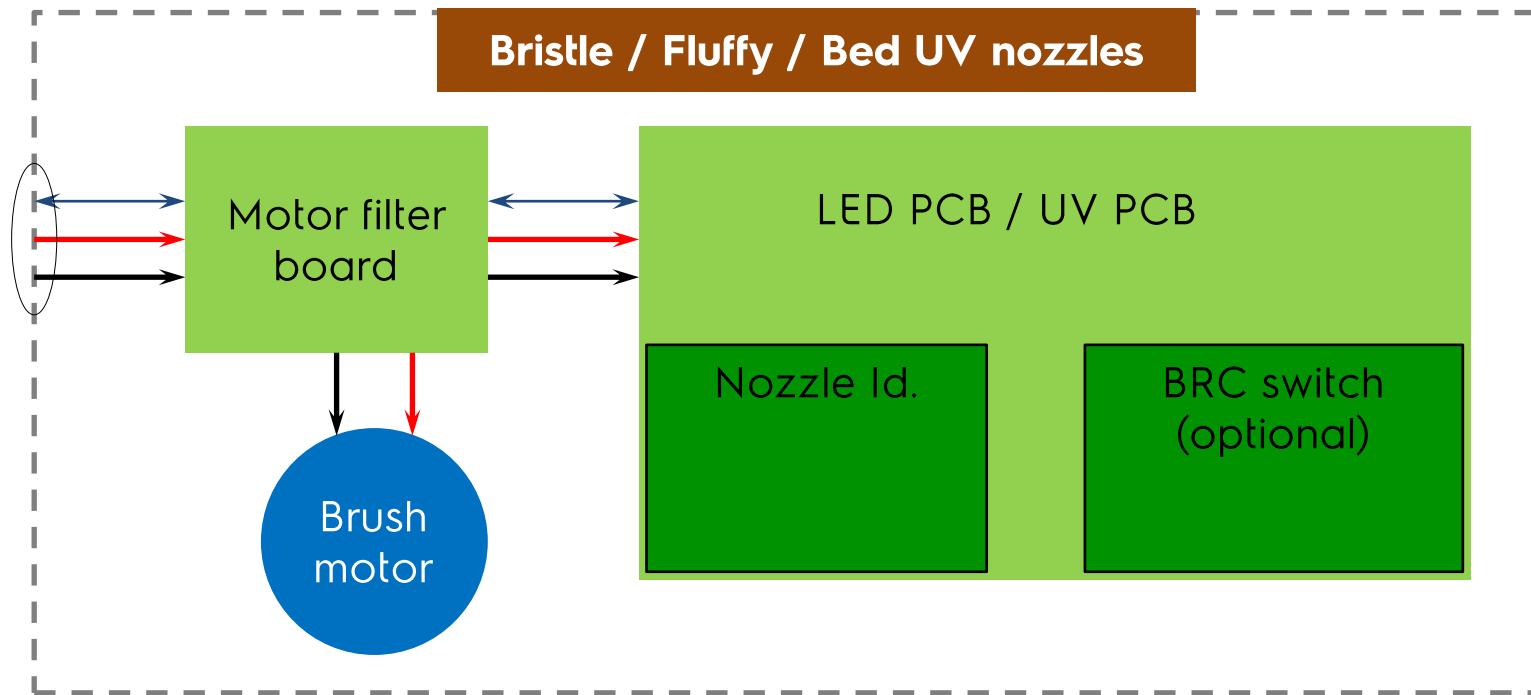 Bristle / Fluffy / Bed UV nozzles
Motor filter
board
LED PCB / UV PCB
Nozzle Id.
BRC switch
(optional)
Brush
motor